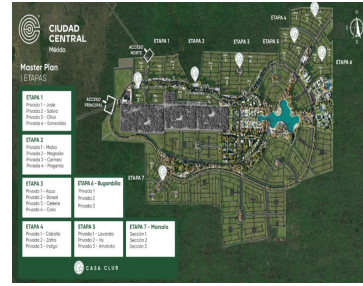 CIUDAD
CENTRAL
Mérida
Master Plan
| ETAPAS
ETAPA 1
Privada 1 - Jade
Privada 2 - Salvia
Privada 3 - Olivo
Privada 4 - Esmeralda
ETAPA 2
Privada 1 - Malva
Privada 2 - Magnolia
Privada 3 - Carmesí
Privada 4 - Magenta
ETAPA 3
Privada 1 - Aqua
Privada 2 - Boreal
Privada 3 - Celeste
Privada 4 - Cielo
ETAPA 6 - Bugambilia
Privada 1
Privada 2
Privada 3
ETAPA 4
Privada 1 - Cobalto
Privada 2 - Zafiro
Privada 3 - Indigo
ETAPA 5
Privada 1 - Lavanda
Privada 2 - Iris
Privada 3 - Amatista
ETAPA 7 - Marsala
Sección 1
Sección 2
Sección 3
CASA CLUB
ACCESO
NORTE
ACCESO
PRINCIPAL
ETAPA 1
ETAPA 2
ETAPA 3
ETAPA 4
ETAPA 5
ETAPA 6
ETAPA 7